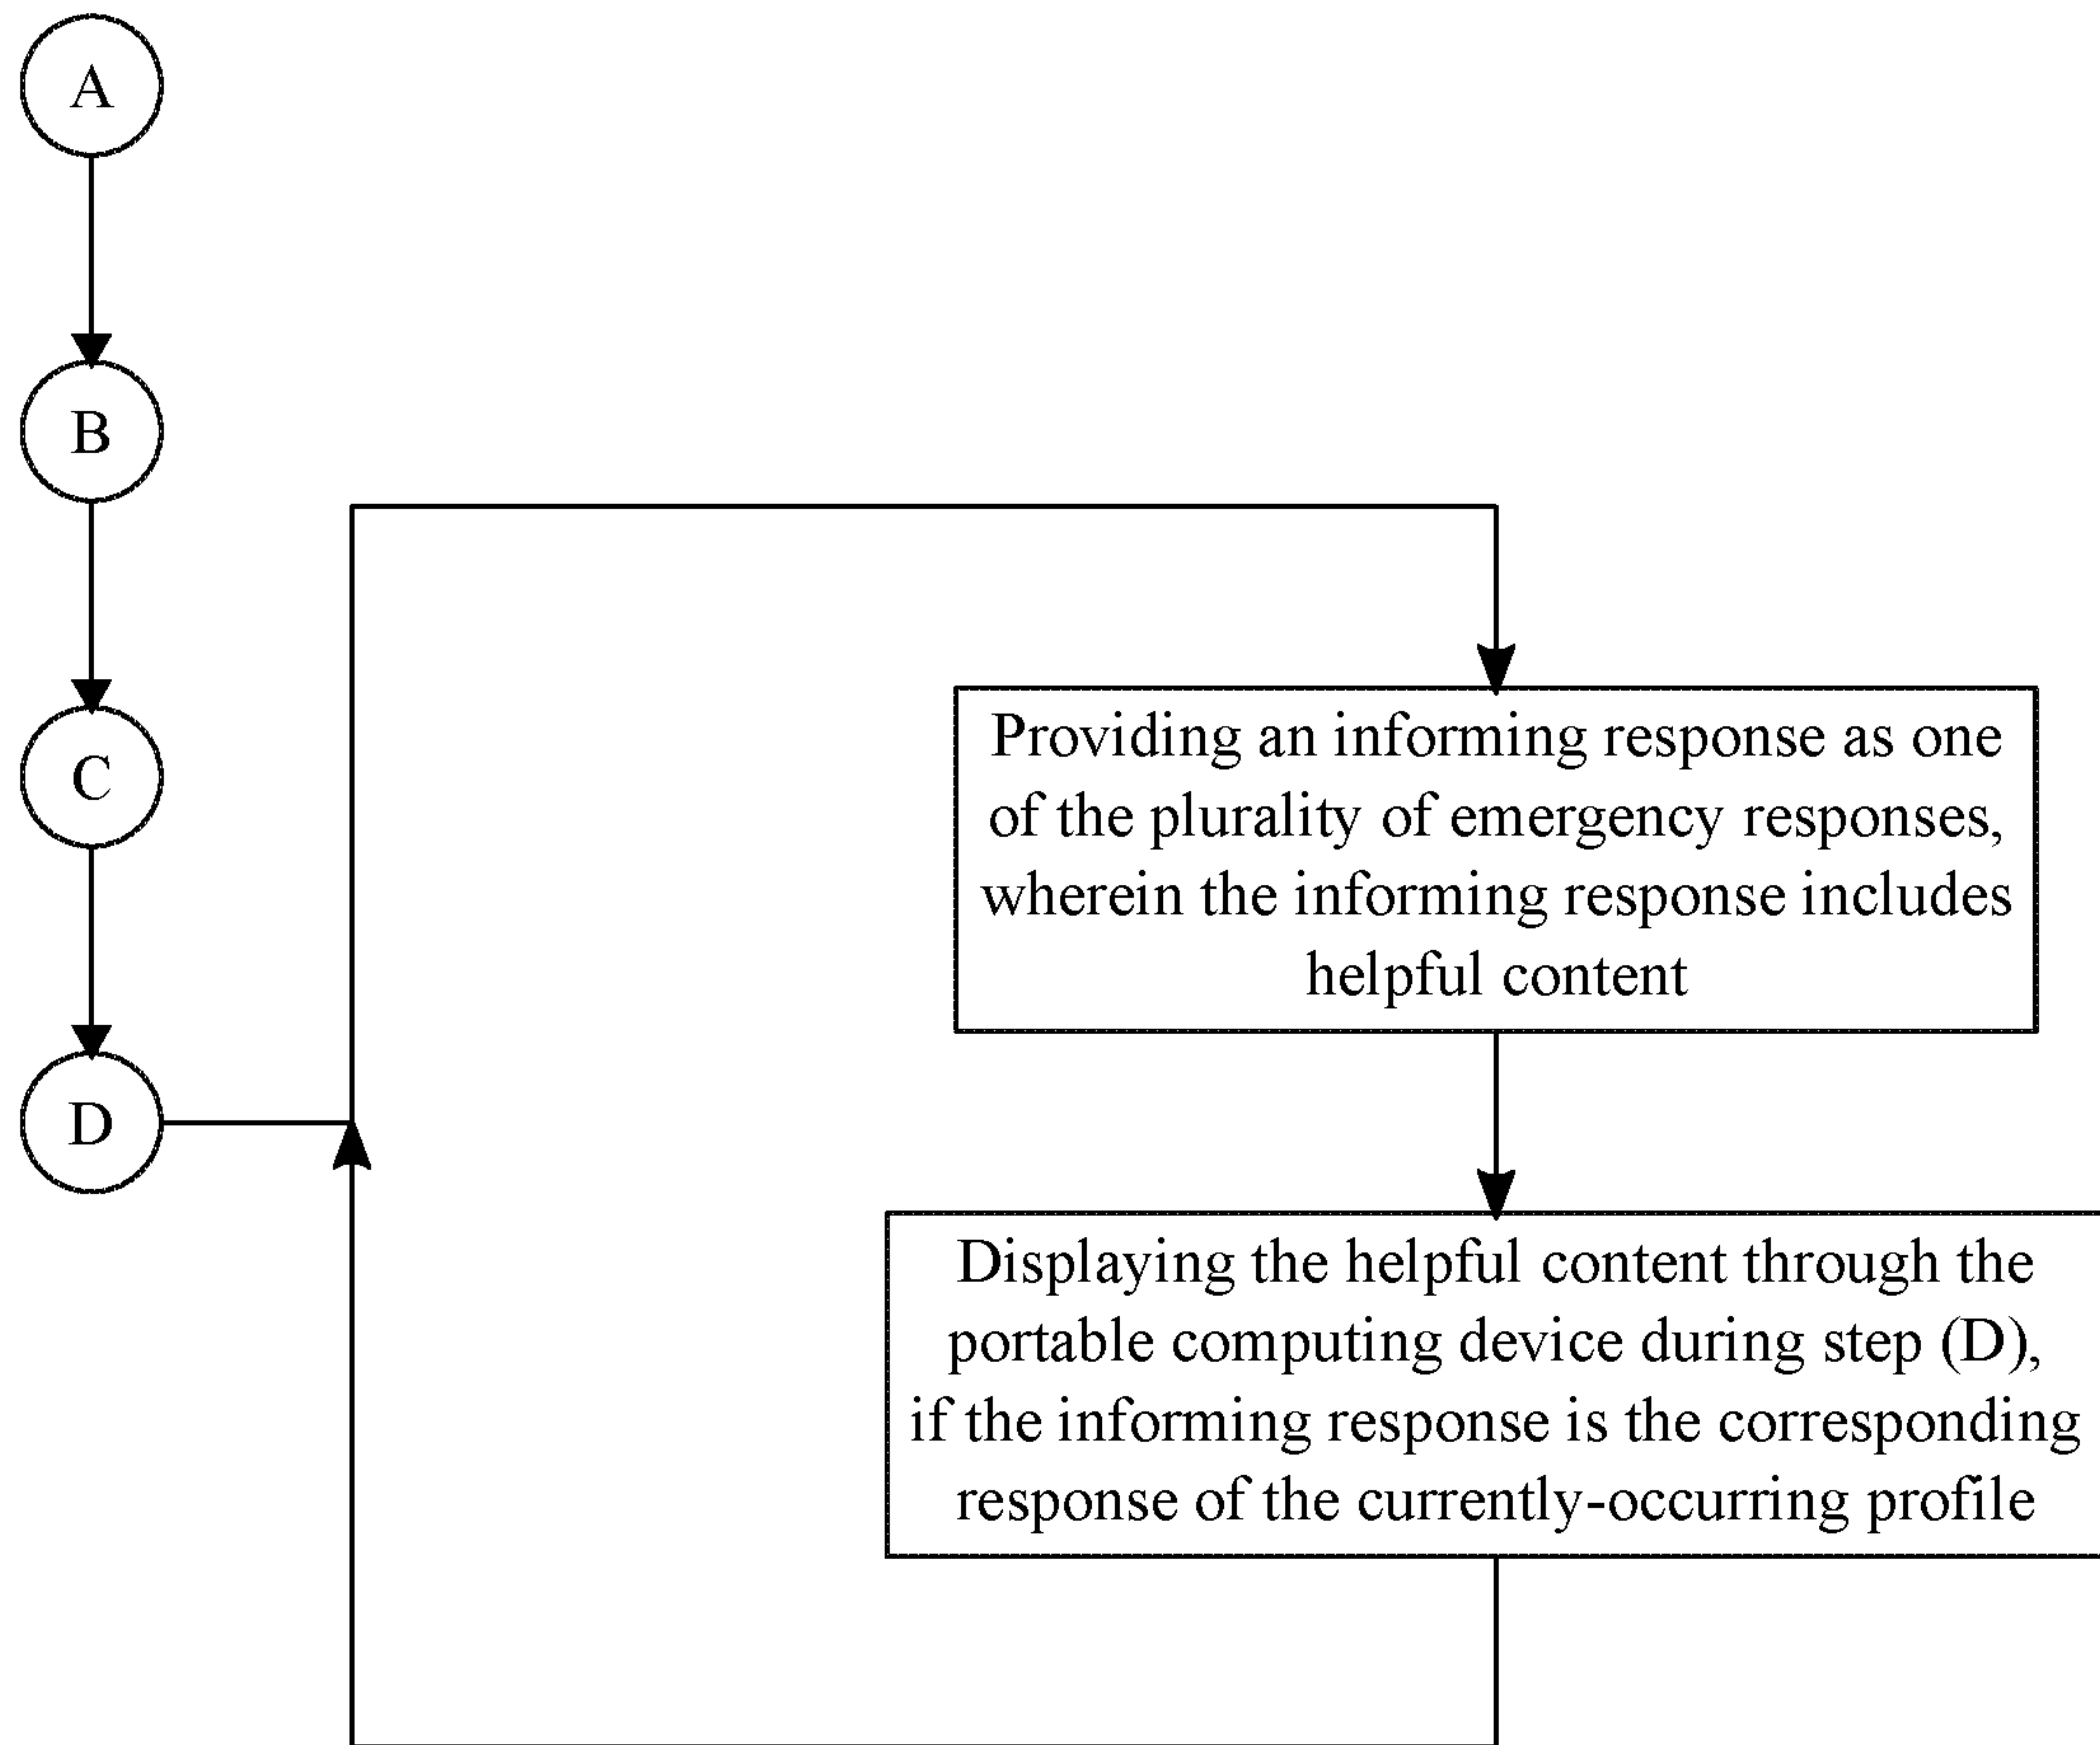 A
B
C
D
Providing an informing response as one
of the plurality of emergency responses,
wherein the informing response includes
helpful content
Displaying the helpful content through the
portable computing device during step (D),
if the informing response is the corresponding
response of the currently-occurring profile